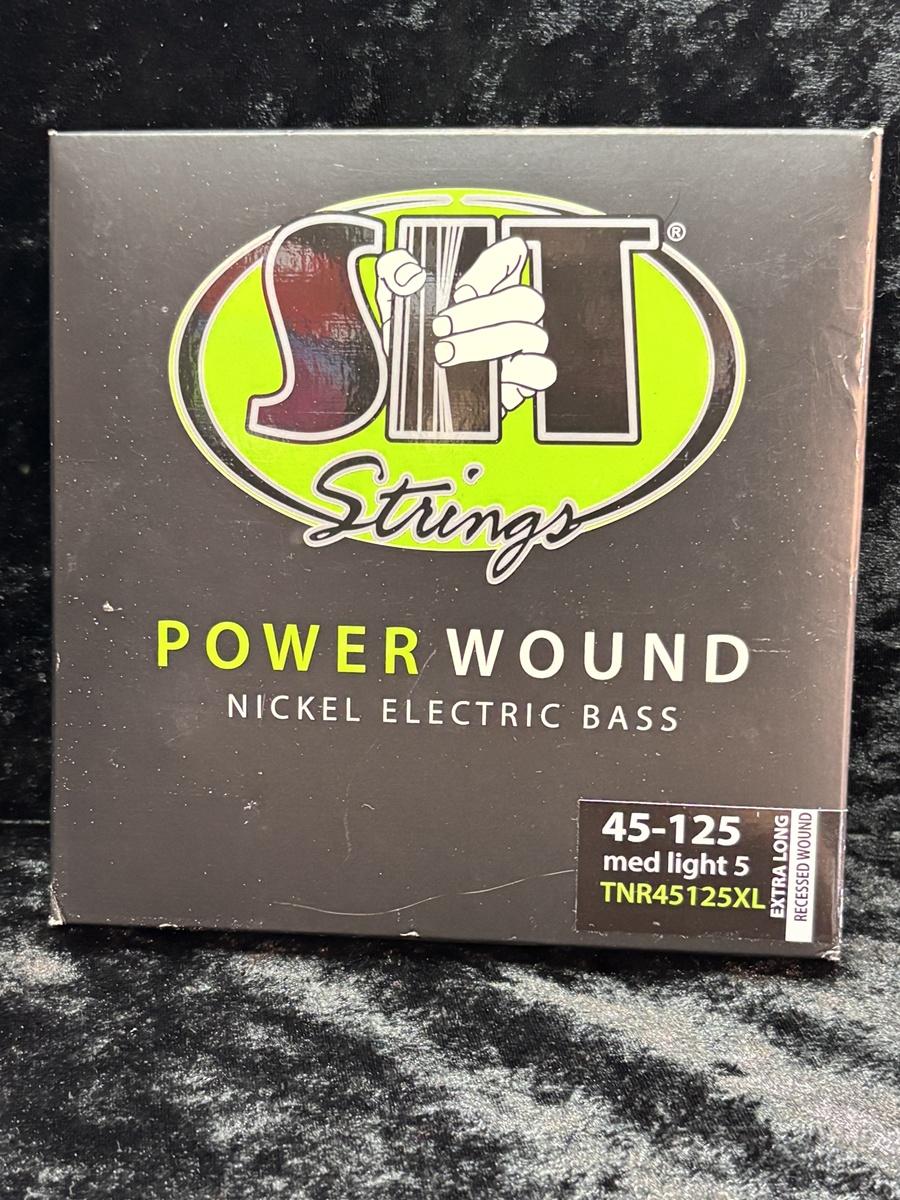 SIT®
Strings
POWER WOUND
NICKEL ELECTRIC BASS
45-125
med light 5
TNR45125XL
EXTRA LONG
RECESSED WOUND